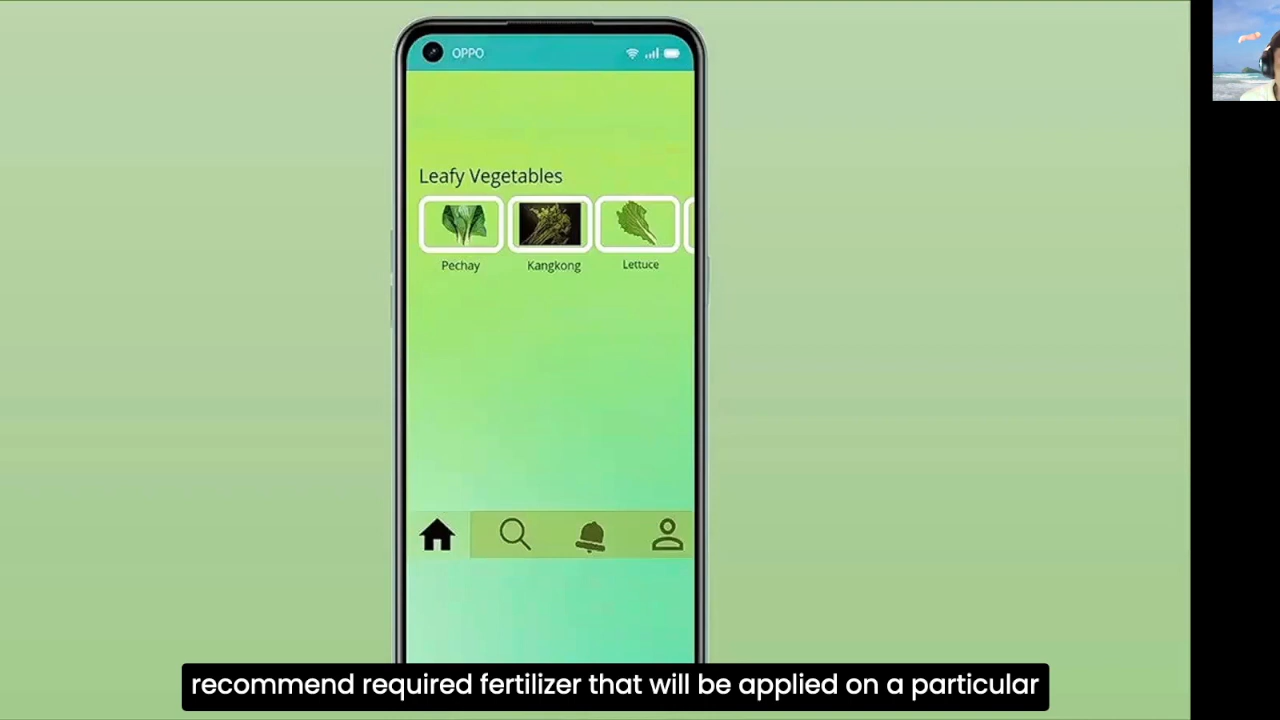 OPPO
Leafy Vegetables
Pechay
Kangkong
Lettuce
recommend required fertilizer that will be applied on a particular